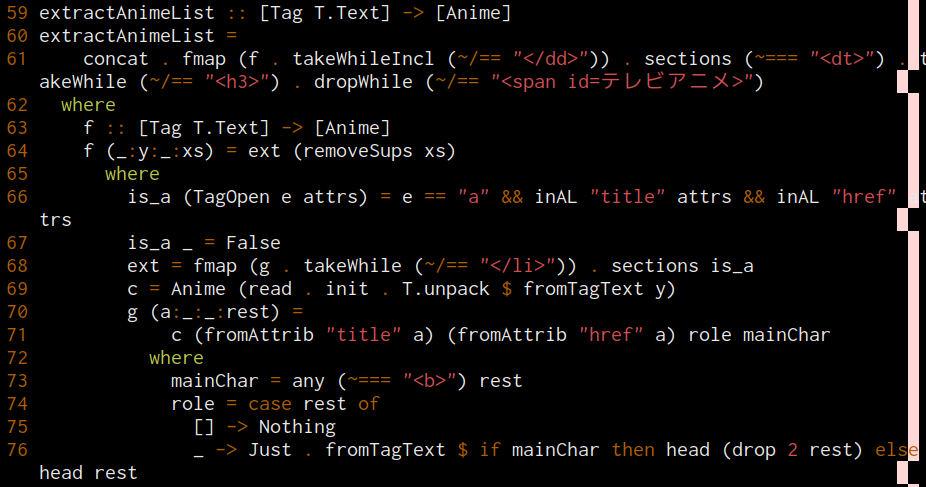 59 extractAnimeList :: [Tag T.Text] -> [Anime]
60 extractAnimeList =
61     concat . fmap (f . takeWhileIncl (~/== "</dd>")) . sections (~=== "<dt>") . t
akeWhile (~/== "<h3>") . dropWhile (~/== "<span id=テレビアニメ>")
62   where
63     f :: [Tag T.Text] -> [Anime]
64     f (_:y:_:xs) = ext (removeSups xs)
65       where
66         is_a (TagOpen e attrs) = e == "a" && inAL "title" attrs && inAL "href" t
trs
67         is_a _ = False
68         ext = fmap (g . takeWhile (~/== "</li>")) . sections is_a
69         c = Anime (read . init . T.unpack $ fromTagText y)
70         g (a:_:_:rest) =
71             c (fromAttrib "title" a) (fromAttrib "href" a) role mainChar
72           where
73             mainChar = any (~=== "<b>") rest
74             role = case rest of
75               [] -> Nothing
76               _ -> Just . fromTagText $ if mainChar then head (drop 2 rest) else
head rest